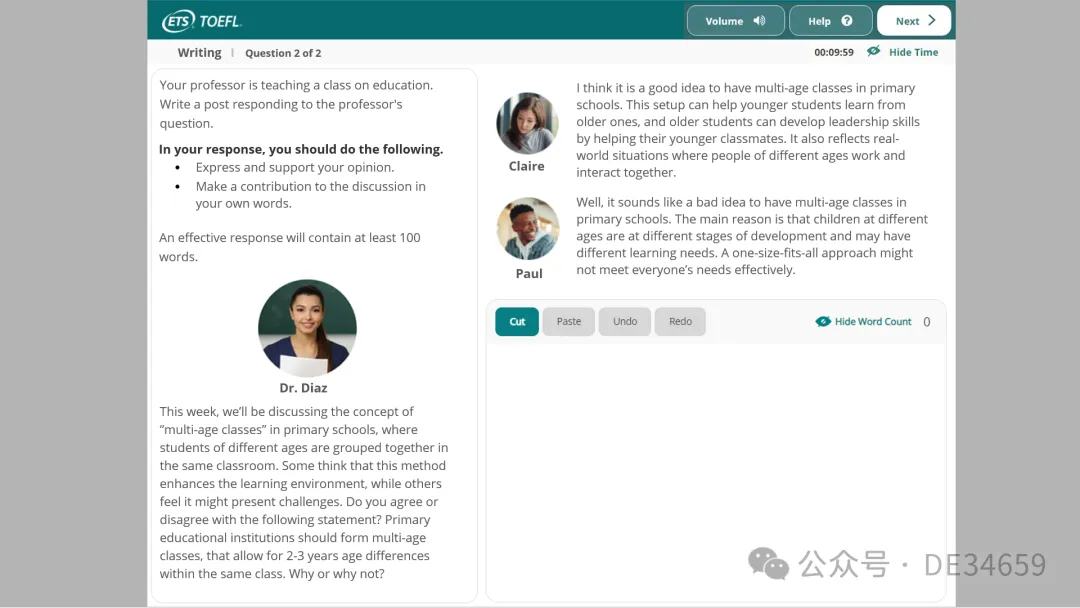 ETS TOEFL
Volume
Help
Next
Writing | Question 2 of 2
00:09:59
Hide Time
Your professor is teaching a class on education.
Write a post responding to the professor's
question.
In your response, you should do the following.
• Express and support your opinion.
• Make a contribution to the discussion in
your own words.
An effective response will contain at least 100
words.
Dr. Diaz
This week, we'll be discussing the concept of
“multi-age classes” in primary schools, where
students of different ages are grouped together in
the same classroom. Some think that this method
enhances the learning environment, while others
feel it might present challenges. Do you agree or
disagree with the following statement? Primary
educational institutions should form multi-age
classes, that allow for 2-3 years age differences
within the same class. Why or why not?
Claire
I think it is a good idea to have multi-age classes in primary
schools. This setup can help younger students learn from
older ones, and older students can develop leadership skills
by helping their younger classmates. It also reflects real-
world situations where people of different ages work and
interact together.
Paul
Well, it sounds like a bad idea to have multi-age classes in
primary schools. The main reason is that children at different
ages are at different stages of development and may have
different learning needs. A one-size-fits-all approach might
not meet everyone's needs effectively.
Cut
Paste
Undo
Redo
Hide Word Count 0
公众号 · DE34659